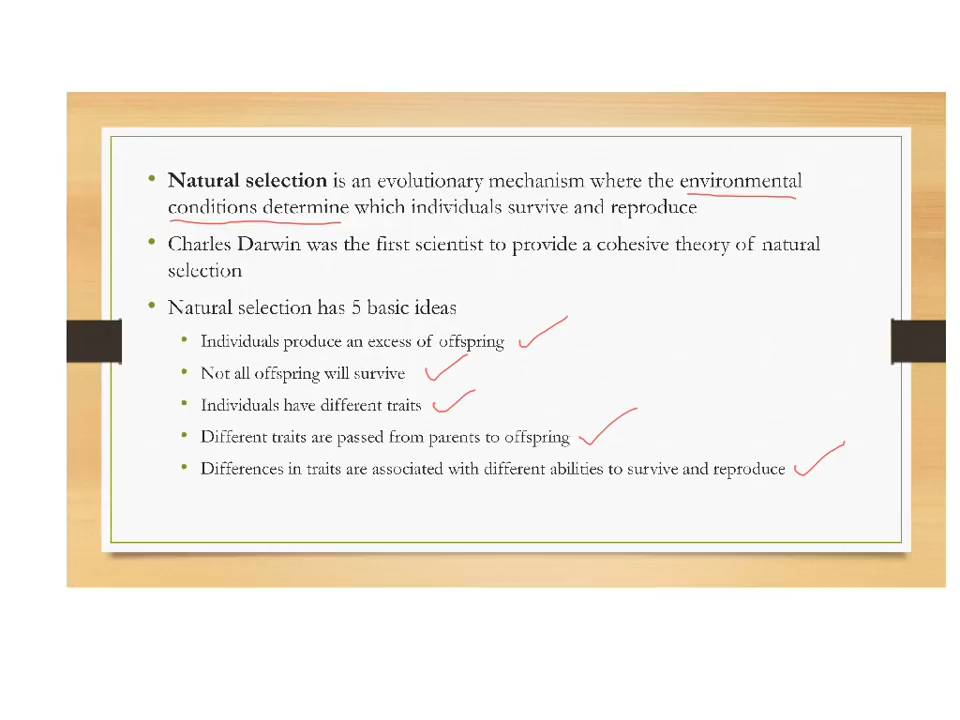 • Natural selection is an evolutionary mechanism where the environmental
conditions determine which individuals survive and reproduce
• Charles Darwin was the first scientist to provide a cohesive theory of natural
selection
• Natural selection has 5 basic ideas
• Individuals produce an excess of offspring
• Not all offspring will survive
• Individuals have different traits
• Different traits are passed from parents to offspring
• Differences in traits are associated with different abilities to survive and reproduce